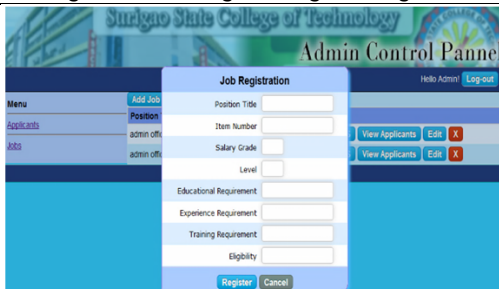 Surigao State College of Technology
Admin Control Panne
Hello Admin! Log-out
Menu
Applicants
Jobs
Add Job
Position
admin offic
View Applicants Edit X
admin offic
View Applicants Edit X
Job Registration
Position Title
Item Number
Salary Grade
Level
Educational Requirement
Experience Requirement
Training Requirement
Eligibility
Register Cancel